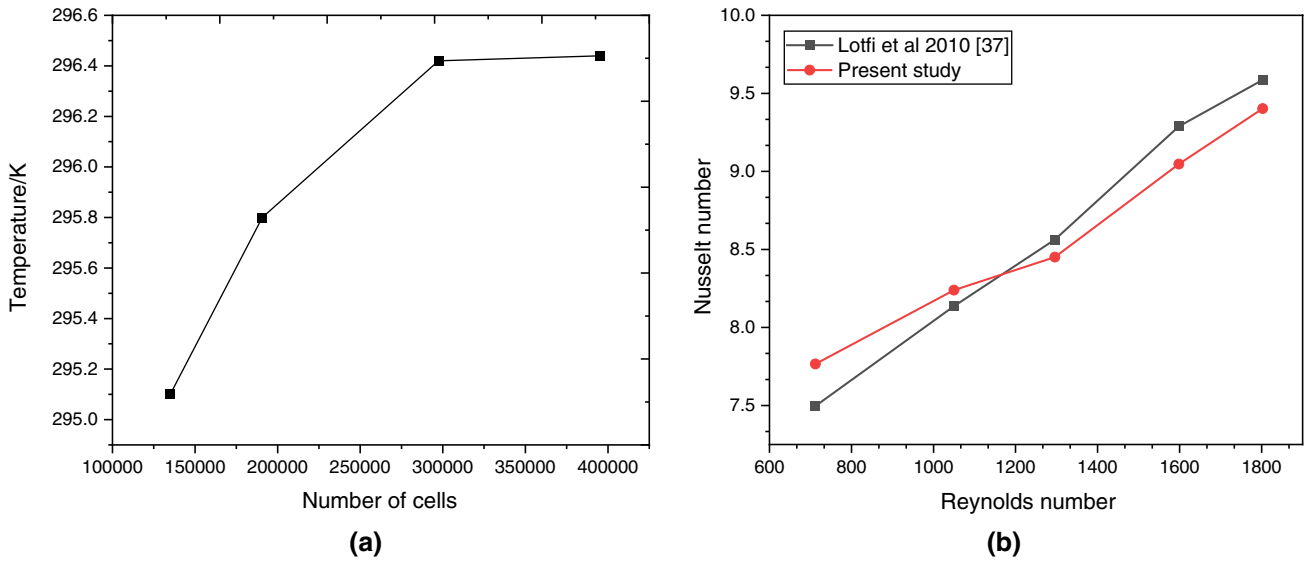 296.6
296.4
296.2
296.0
295.8
295.6
295.4
295.2
295.0
Temperature/K
100000 150000 200000 250000 300000 350000 400000
Number of cells
(a)
10.0
9.5
9.0
8.5
8.0
7.5
Nusselt number
Lotfi et al 2010 [37]
Present study
600 800 1000 1200 1400 1600 1800
Reynolds number
(b)